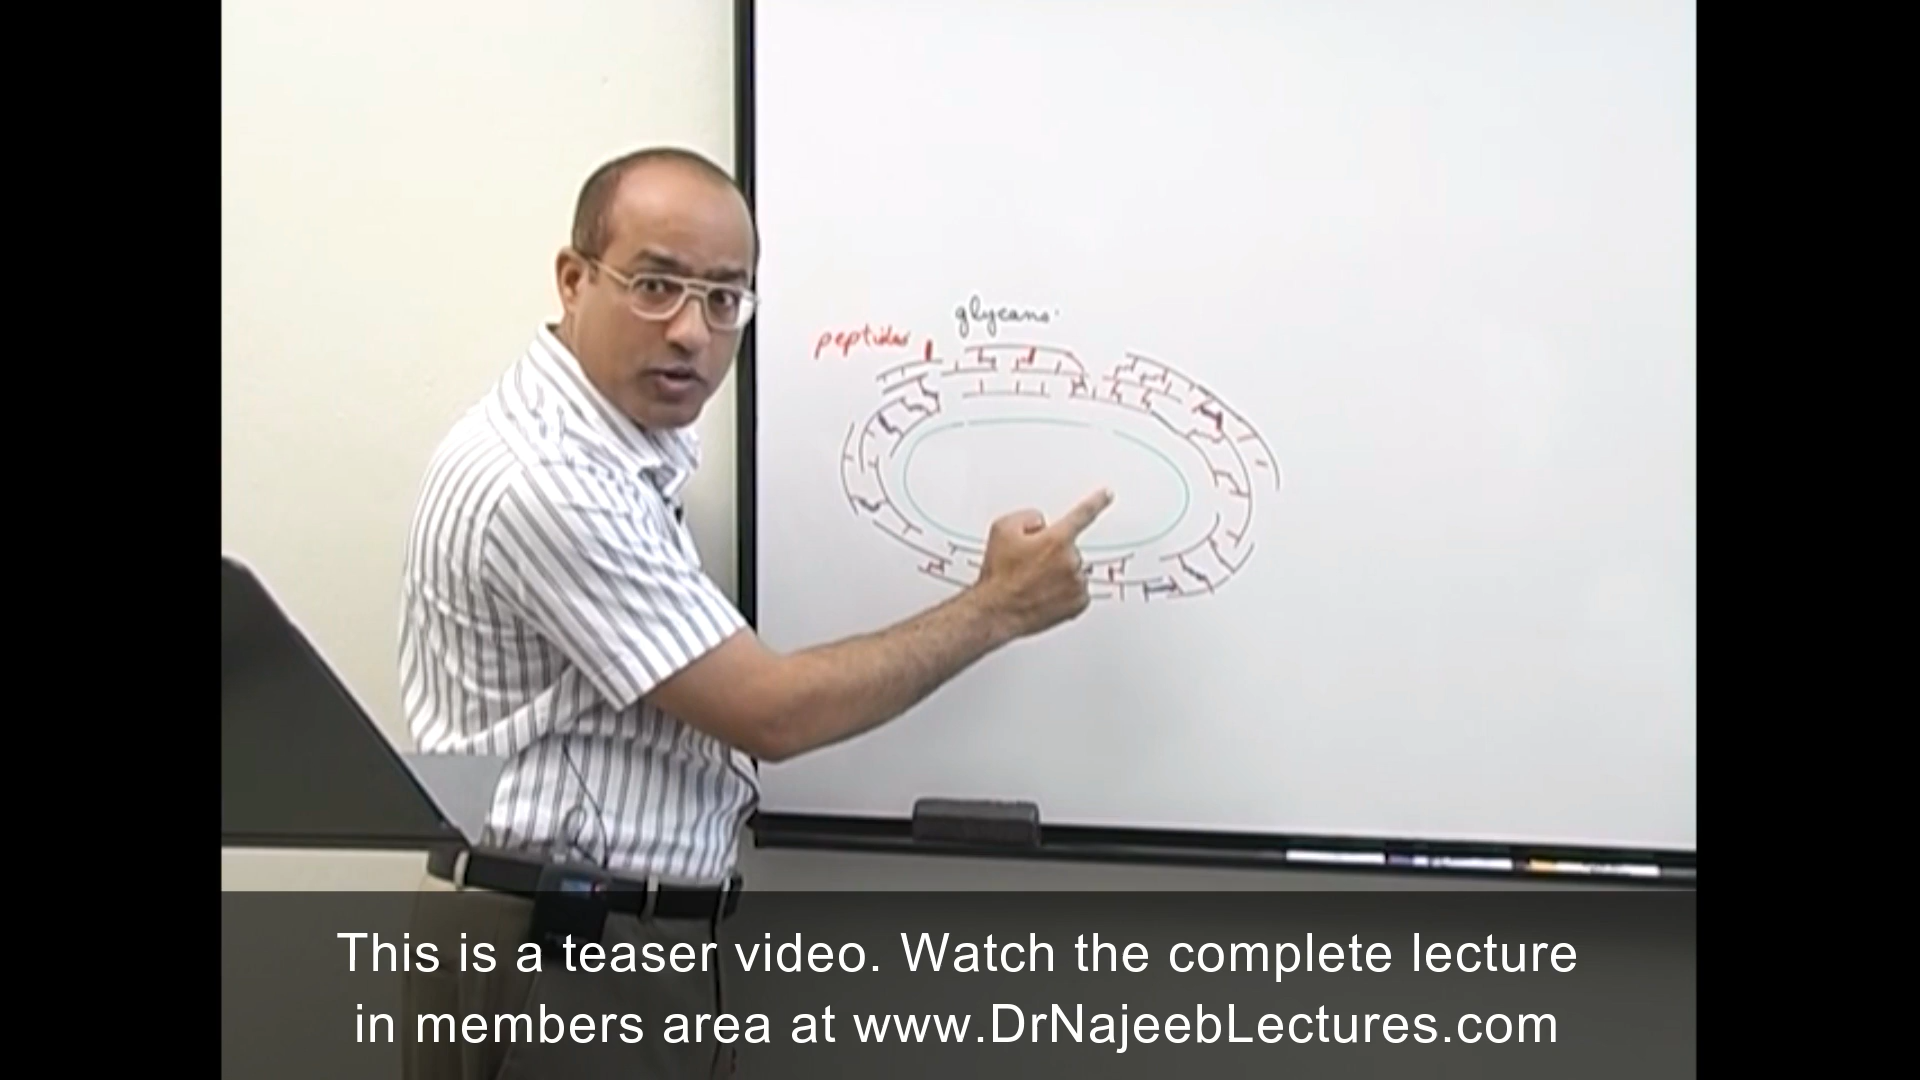 glycans.
peptides
This is a teaser video. Watch the complete lecture
in members area at www.DrNajeebLectures.com